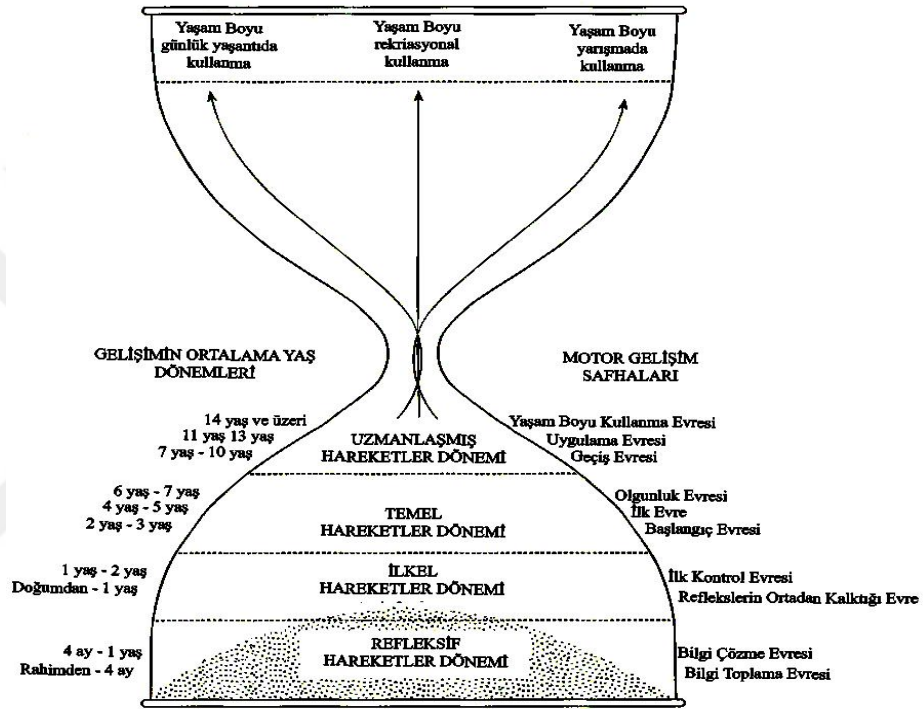 Yaşam Boyu
günlük yaşantıda
kullanma
Yaşam Boyu
rekriasyonal
kullanma
Yaşam Boyu
yarışmada
kullanma
GELİŞİMİN ORTALAMA YAŞ
DÖNEMLERİ
MOTOR GELİŞİM
SAFHALARI
14 yaş ve üzeri
11 yaş 13 yaş
7 yaş - 10 yaş
UZMANLAŞMIŞ
HAREKETLER DÖNEMİ
Yaşam Boyu Kullanma Evresi
Uygulama Evresi
Geçiş Evresi
6 yaş - 7 yaş
4 yaş - 5 yaş
2 yaş - 3 yaş
TEMEL
HAREKETLER DÖNEMİ
Olgunluk Evresi
İlk Evre
Başlangıç Evresi
1 yaş - 2 yaş
Doğumdan - 1 yaş
İLKEL
HAREKETLER DÖNEMİ
İlk Kontrol Evresi
Reflekslerin Ortadan Kalktığı Evre
4 ay - 1 yaş
Rahimden - 4 ay
REFLEKSİF
HAREKETLER DÖNEMİ
Bilgi Çözme Evresi
Bilgi Toplama Evresi